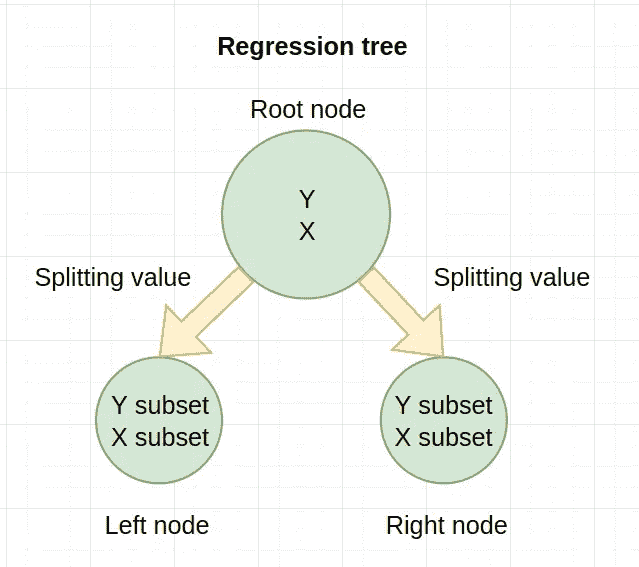 Regression tree
Root node
Y
X
Splitting value
Splitting value
Y subset
X subset
Y subset
X subset
Left node
Right node